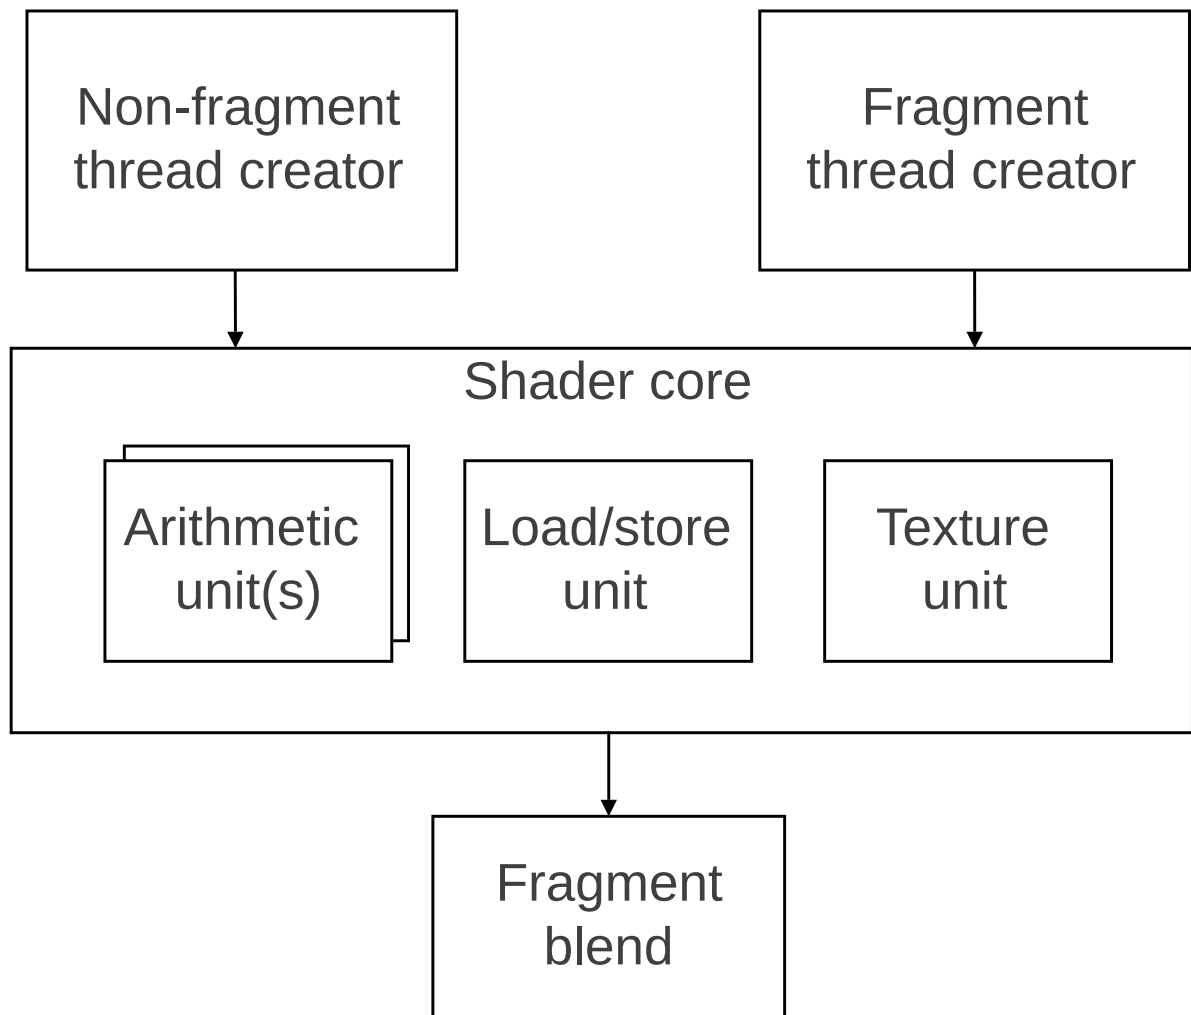 Non-fragment
thread creator
Fragment
thread creator
Shader core
Arithmetic
unit(s)
Load/store
unit
Texture
unit
Fragment
blend